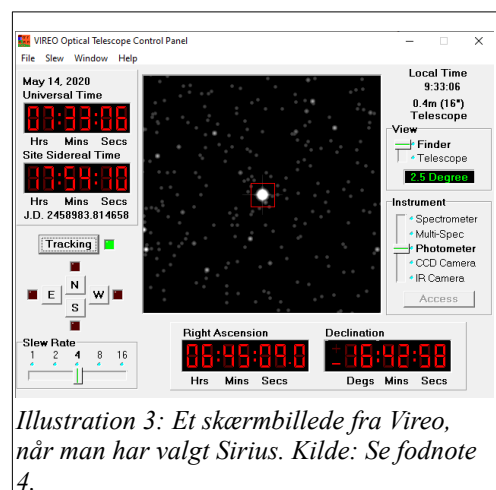 VIREO Optical Telescope Control Panel
File Slew Window Help
May 14, 2020
Universal Time
07:33:06
Hrs Mins Secs
Site Sidereal Time
17:54:10
Hrs Mins Secs
J.D. 2458983.814658
Tracking
N
E W
S
Slew Rate
1 2 4 8 16
Local Time
9:33:06
0.4m (16")
Telescope
View
Finder
Telescope
2.5 Degree
Instrument
Spectrometer
Multi-Spec
Photometer
CCD Camera
IR Camera
Access
Right Ascension
06:45:09.0
Hrs Mins Secs
Declination
-16:42:58
Degs Mins Secs
Illustration 3: Et skærmbillede fra Vireo,
når man har valgt Sirius. Kilde: Se fodnote
4.